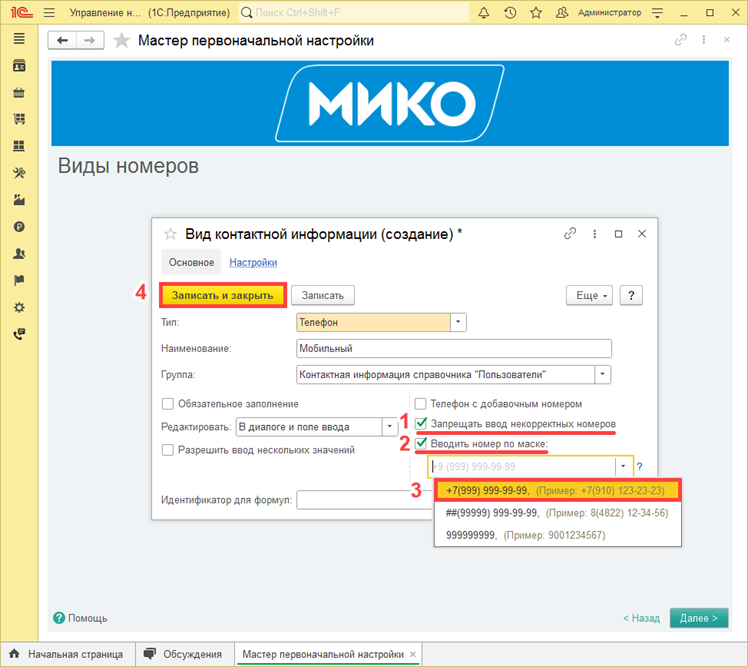 1С Управление н... (1С:Предприятие) Поиск Ctrl+Shift+F Администратор
Мастер первоначальной настройки
МИКО
Виды номеров
Вид контактной информации (создание) *
Основное Настройки
4 Записать и закрыть Записать Еще ?
Тип: Телефон
Наименование: Мобильный
Группа: Контактная информация справочника "Пользователи"
Обязательное заполнение Телефон с добавочным номером
Редактировать: В диалоге и поле ввода 1 Запрещать ввод некорректных номеров
Разрешить ввод нескольких значений 2 Вводить номер по маске:
+9 (999) 999-99-99 ?
3 +7(999) 999-99-99, (Пример: +7(910) 123-23-23)
Идентификатор для формул:
##(99999) 999-99-99, (Пример: 8(4822) 12-34-56)
999999999, (Пример: 9001234567)
? Помощь < Назад Далее >
Начальная страница Обсуждения Мастер первоначальной настройки ×